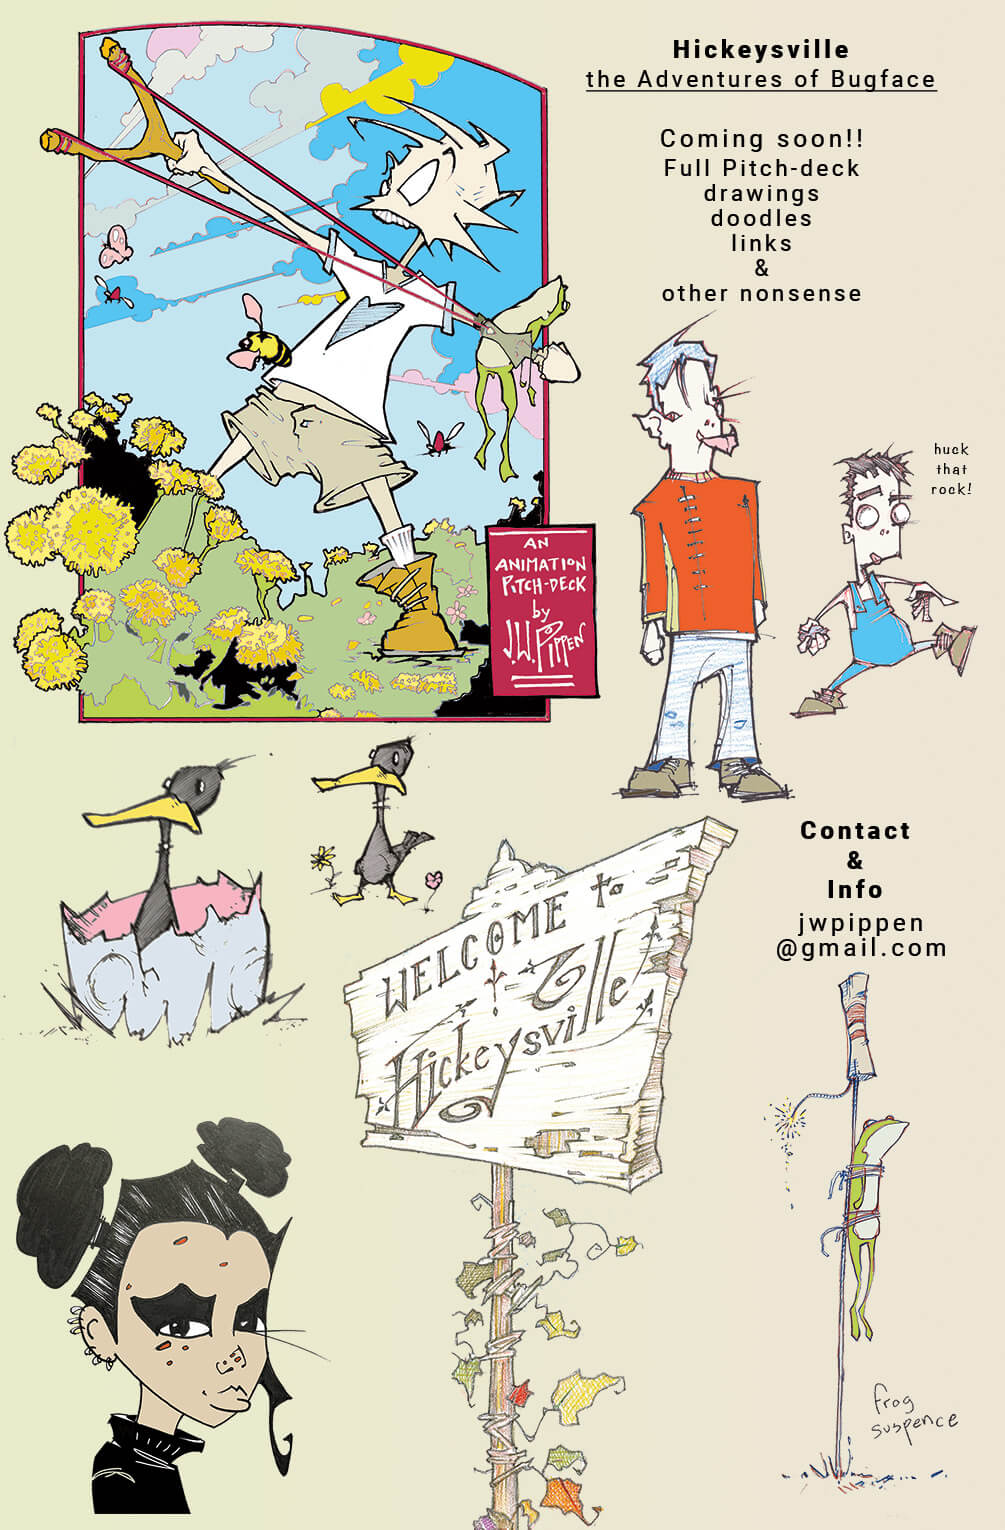 Hickeysville
the Adventures of Bugface
Coming soon!!
Full Pitch-deck
drawings
doodles
links
&
other nonsense
huck
that
rock!
AN
ANIMATION
PITCH-DECK
by
J.W. PIPPEN
Contact
&
Info
jwpippen
@gmail.com
WELCOME to
Hickeysville
frog
suspence